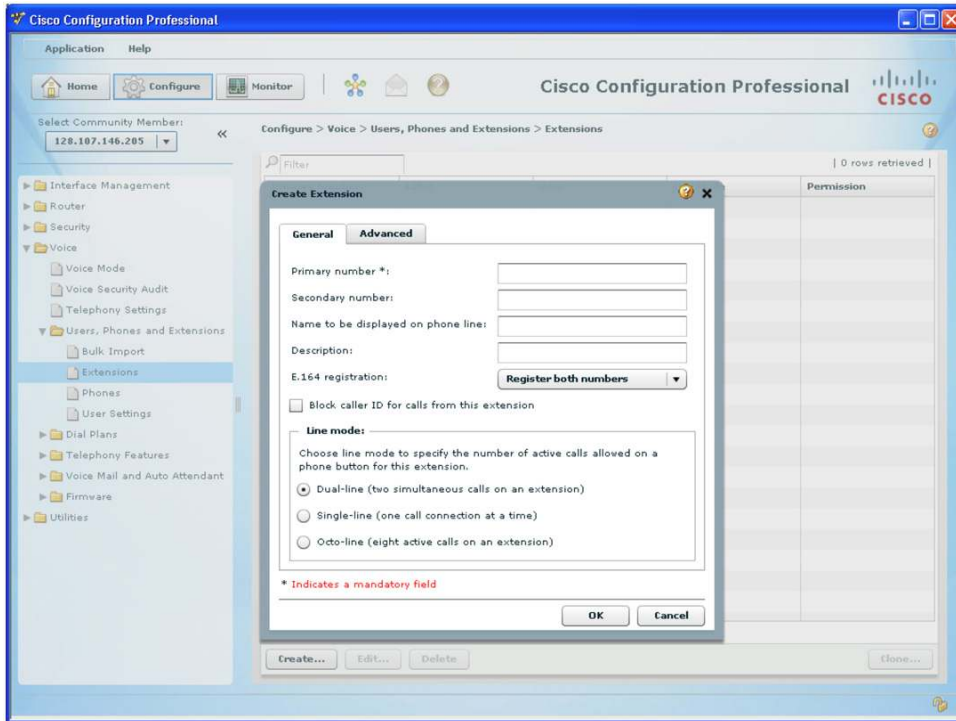 Cisco Configuration Professional
Application Help
Home Configure Monitor
Cisco Configuration Professional
CISCO
Select Community Member:
128.107.146.205
«
Configure > Voice > Users, Phones and Extensions > Extensions
Filter
| 0 rows retrieved |
Permission
Interface Management
Router
Security
Voice
Voice Mode
Voice Security Audit
Telephony Settings
Users, Phones and Extensions
Bulk Import
Extensions
Phones
User Settings
Dial Plans
Telephony Features
Voice Mail and Auto Attendant
Firmware
Utilities
Create Extension
General Advanced
Primary number *:
Secondary number:
Name to be displayed on phone line:
Description:
E.164 registration: Register both numbers
Block caller ID for calls from this extension
Line mode:
Choose line mode to specify the number of active calls allowed on a
phone button for this extension.
Dual-line (two simultaneous calls on an extension)
Single-line (one call connection at a time)
Octo-line (eight active calls on an extension)
* Indicates a mandatory field
OK Cancel
Create... Edit... Delete Clone...